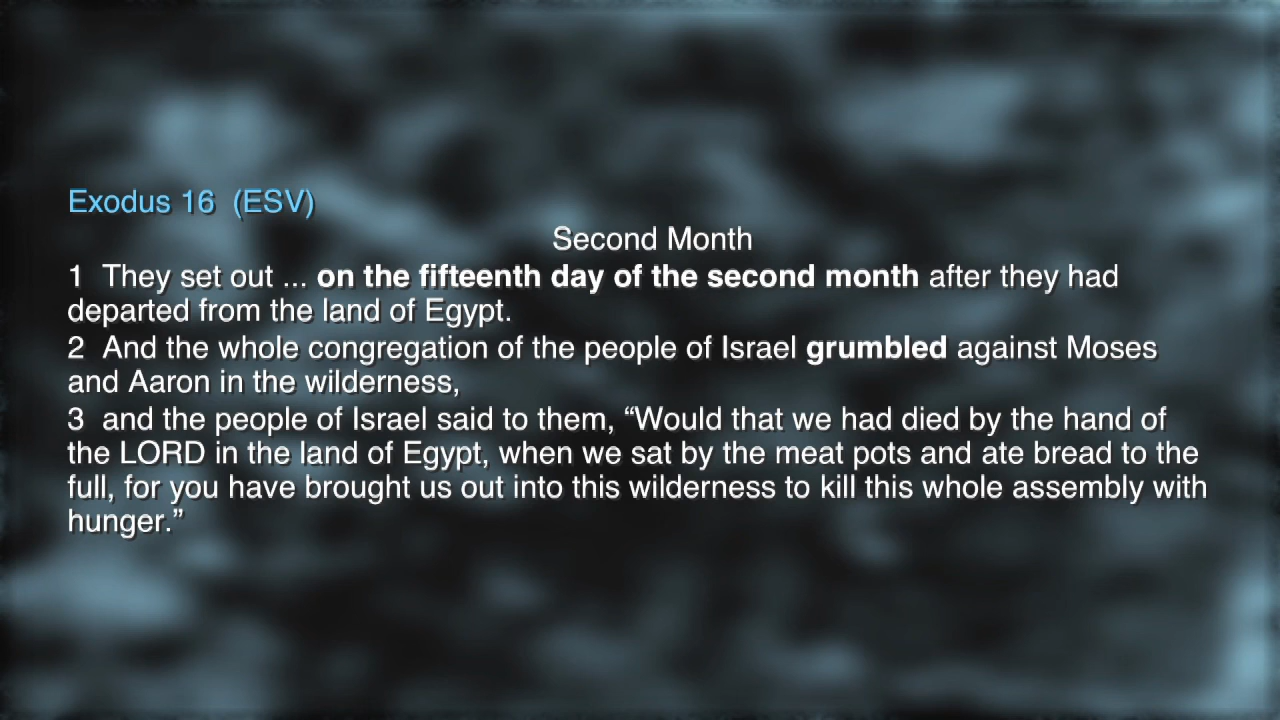 Exodus 16  (ESV)
Second Month
1  They set out ... on the fifteenth day of the second month after they had
departed from the land of Egypt.
2  And the whole congregation of the people of Israel grumbled against Moses
and Aaron in the wilderness,
3  and the people of Israel said to them, “Would that we had died by the hand of
the LORD in the land of Egypt, when we sat by the meat pots and ate bread to the
full, for you have brought us out into this wilderness to kill this whole assembly with
hunger.”